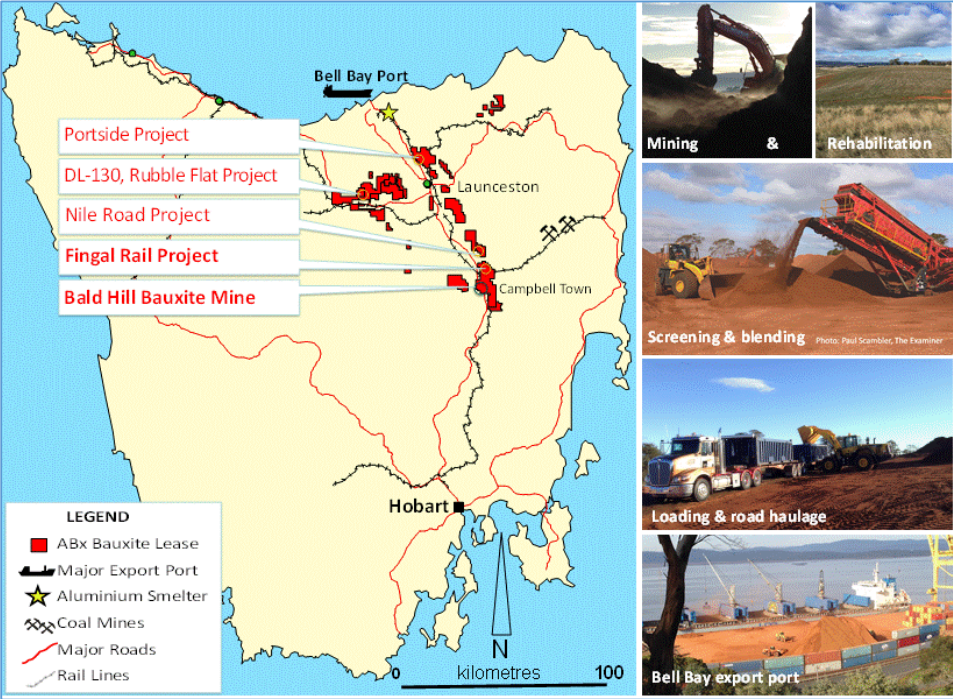 Bell Bay Port
Portside Project
DL-130, Rubble Flat Project
Nile Road Project
Fingal Rail Project
Bald Hill Bauxite Mine
Launceston
Campbell Town
Hobart
LEGEND
ABx Bauxite Lease
Major Export Port
Aluminium Smelter
Coal Mines
Major Roads
Rail Lines
N
0 kilometres 100
Mining & Rehabilitation
Screening & blending Photo: Paul Scambler, The Examiner
Loading & road haulage
Bell Bay export port